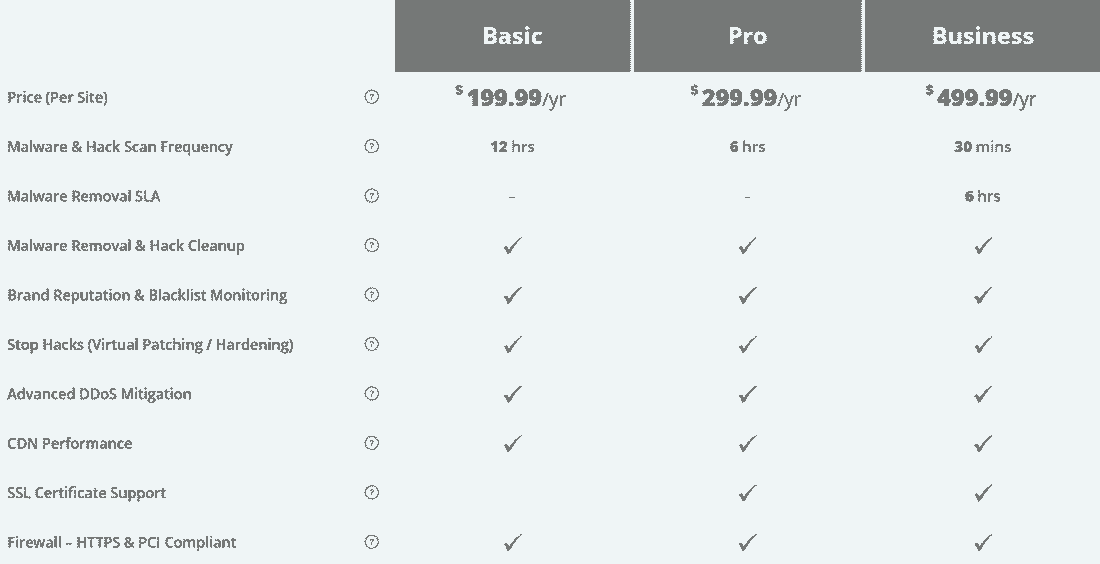 Basic Pro Business
Price (Per Site) ? $199.99/yr $299.99/yr $499.99/yr
Malware & Hack Scan Frequency ? 12 hrs 6 hrs 30 mins
Malware Removal SLA ? – – 6 hrs
Malware Removal & Hack Cleanup ? ✓ ✓ ✓
Brand Reputation & Blacklist Monitoring ? ✓ ✓ ✓
Stop Hacks (Virtual Patching / Hardening) ? ✓ ✓ ✓
Advanced DDoS Mitigation ? ✓ ✓ ✓
CDN Performance ? ✓ ✓ ✓
SSL Certificate Support ? ✓ ✓
Firewall – HTTPS & PCI Compliant ? ✓ ✓ ✓